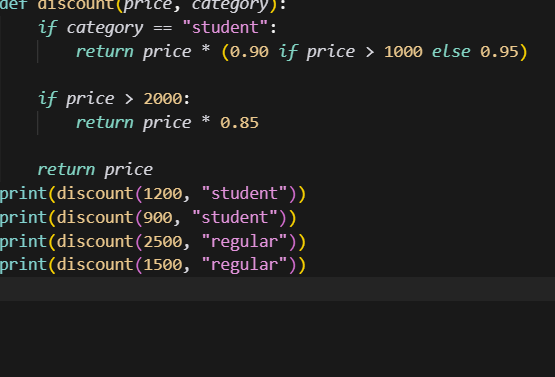 def discount(price, category):
    if category == "student":
        return price * (0.90 if price > 1000 else 0.95)

    if price > 2000:
        return price * 0.85

    return price
print(discount(1200, "student"))
print(discount(900, "student"))
print(discount(2500, "regular"))
print(discount(1500, "regular"))